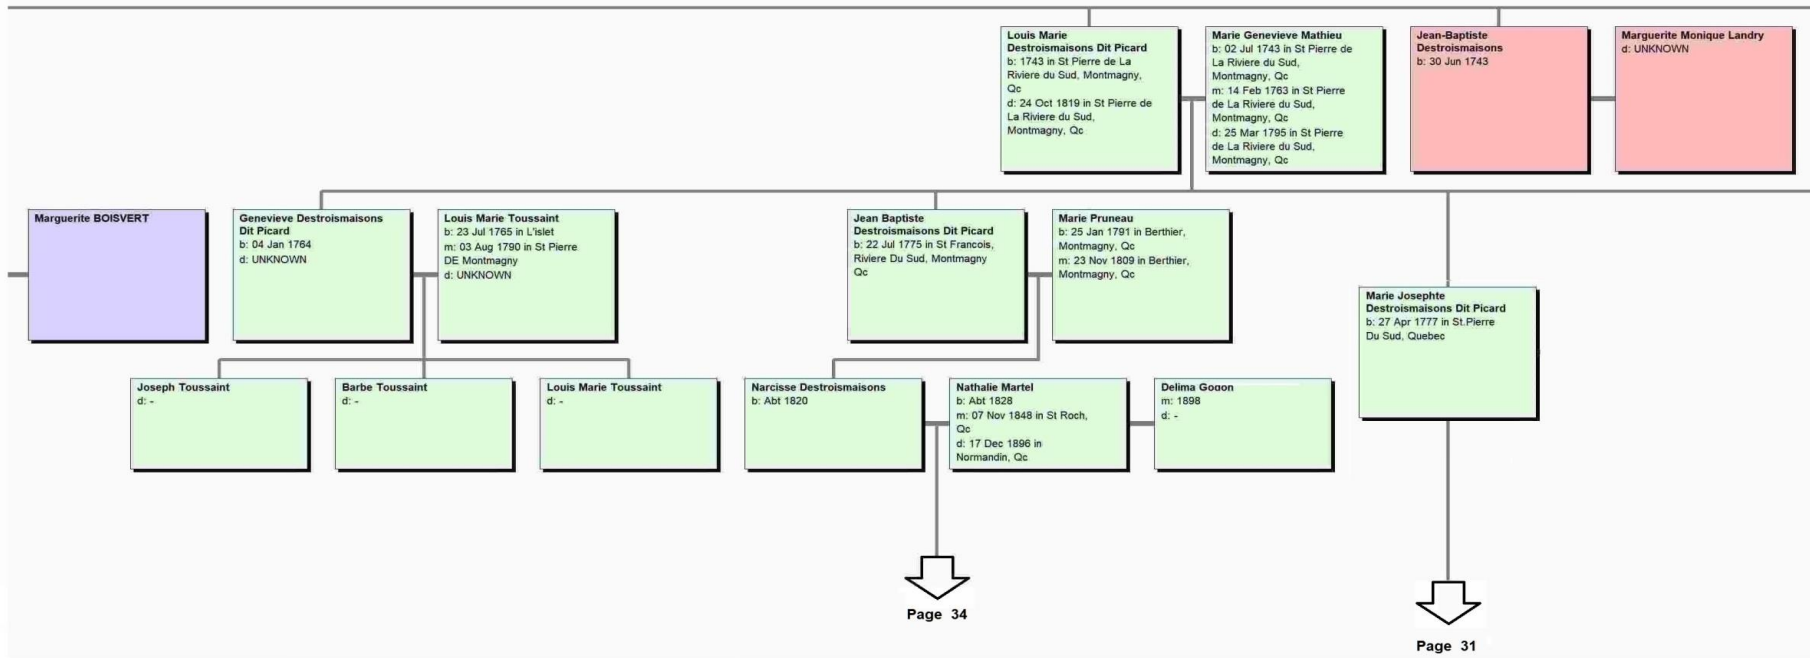 Louis Marie
Destroismaisons Dit Picard
b: 1743 in St Pierre de La
Riviere du Sud, Montmagny,
Qc
d: 24 Oct 1819 in St Pierre de
La Riviere du Sud,
Montmagny, Qc
Marie Genevieve Mathieu
b: 02 Jul 1743 in St Pierre de
La Riviere du Sud,
Montmagny, Qc
m: 14 Feb 1763 in St Pierre
de La Riviere du Sud,
Montmagny, Qc
d: 25 Mar 1795 in St Pierre
de La Riviere du Sud,
Montmagny, Qc
Jean-Baptiste
Destroismaisons
b: 30 Jun 1743
Marguerite Monique Landry
d: UNKNOWN
Marguerite BOISVERT
Genevieve Destroismaisons
Dit Picard
b: 04 Jan 1764
d: UNKNOWN
Louis Marie Toussaint
b: 23 Jul 1765 in L'islet
m: 03 Aug 1790 in St Pierre
DE Montmagny
d: UNKNOWN
Jean Baptiste
Destroismaisons Dit Picard
b: 22 Jul 1775 in St Francois,
Riviere Du Sud, Montmagny
Qc
Marie Pruneau
b: 25 Jan 1791 in Berthier,
Montmagny, Qc
m: 23 Nov 1809 in Berthier,
Montmagny, Qc
Marie Josephte
Destroismaisons Dit Picard
b: 27 Apr 1777 in St.Pierre
Du Sud, Quebec
Joseph Toussaint
d: -
Barbe Toussaint
d: -
Louis Marie Toussaint
d: -
Narcisse Destroismaisons
b: Abt 1820
Nathalie Martel
b: Abt 1828
m: 07 Nov 1848 in St Roch,
Qc
d: 17 Dec 1896 in
Normandin, Qc
Delima Gogon
m: 1898
d: -
Page 34
Page 31